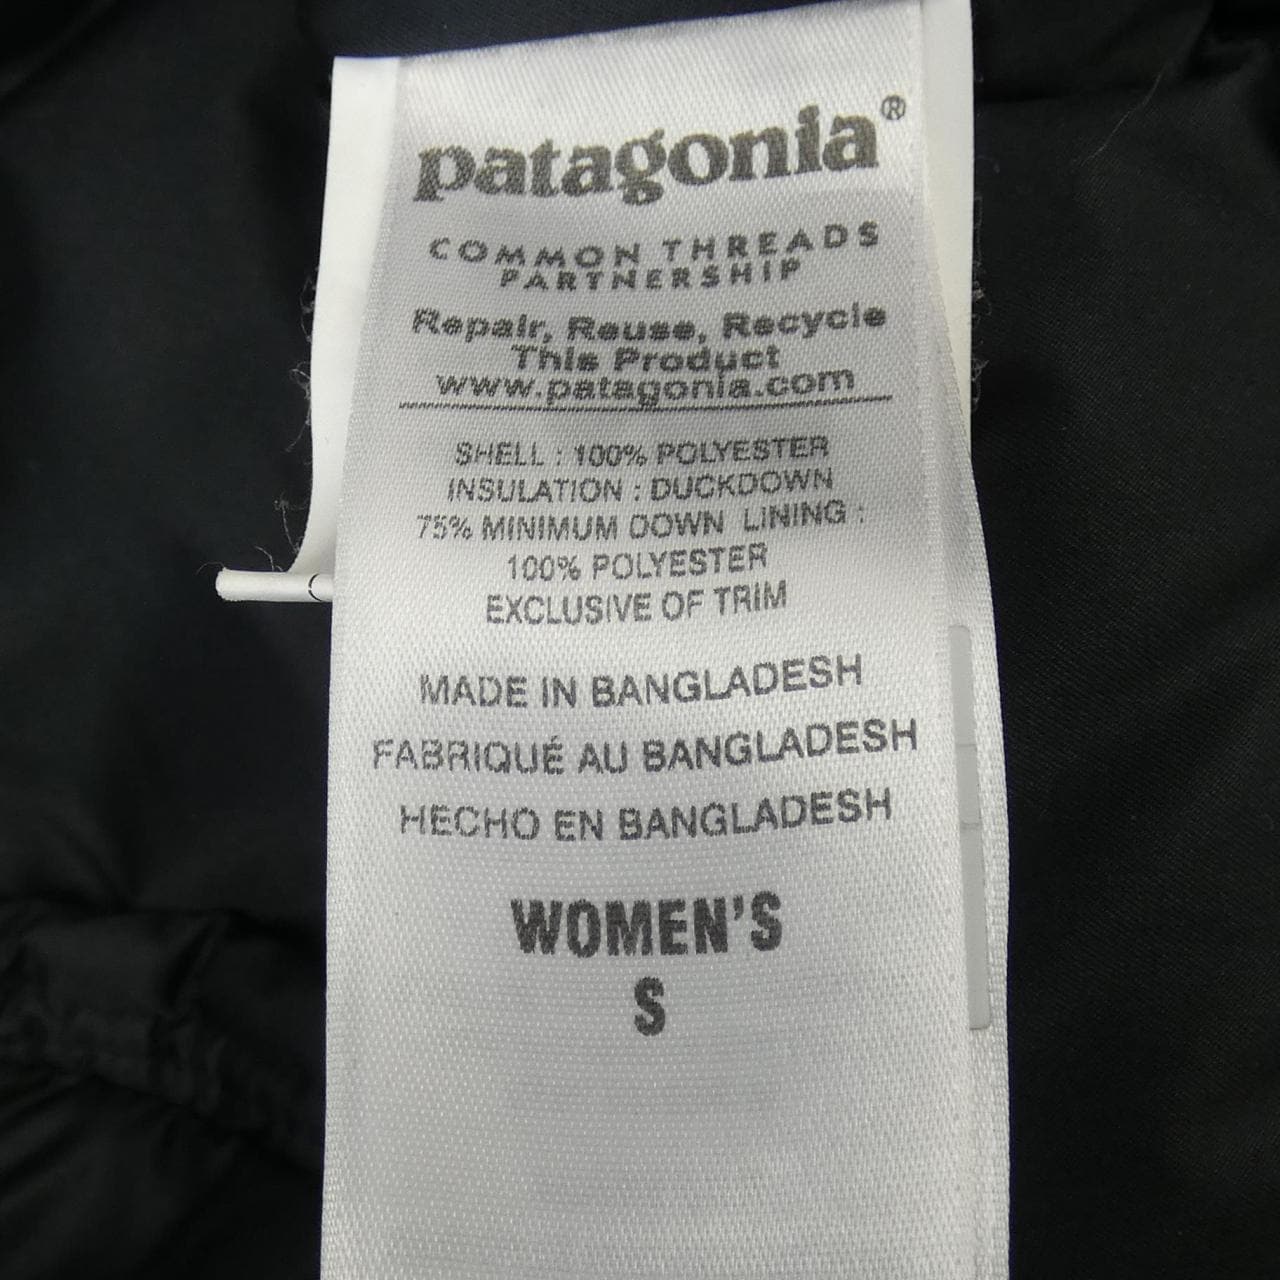 patagonia®
COMMON THREADS
PARTNERSHIP
Repair, Reuse, Recycle
This Product
www.patagonia.com
SHELL : 100% POLYESTER
INSULATION : DUCKDOWN
75% MINIMUM DOWN LINING :
100% POLYESTER
EXCLUSIVE OF TRIM
MADE IN BANGLADESH
FABRIQUÉ AU BANGLADESH
HECHO EN BANGLADESH
WOMEN'S
S